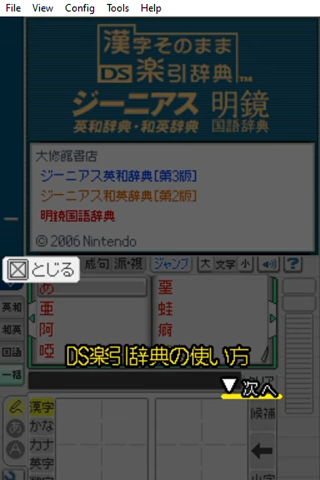 File View Config Tools Help
漢字そのまま
DS楽引辞典™
ジーニアス 明鏡
英和辞典・和英辞典 国語辞典
大修館書店
ジーニアス英和辞典[第3版]
ジーニアス和英辞典[第2版]
明鏡国語辞典
© 2006 Nintendo
とじる 成句 派・複 ジャンプ 大 文字 小 ?
英和
和英
国語
一括
亜
阿
唖
蛙
DS楽引辞典の使い方
▼次へ
漢字
かな
カナ
英字
候補